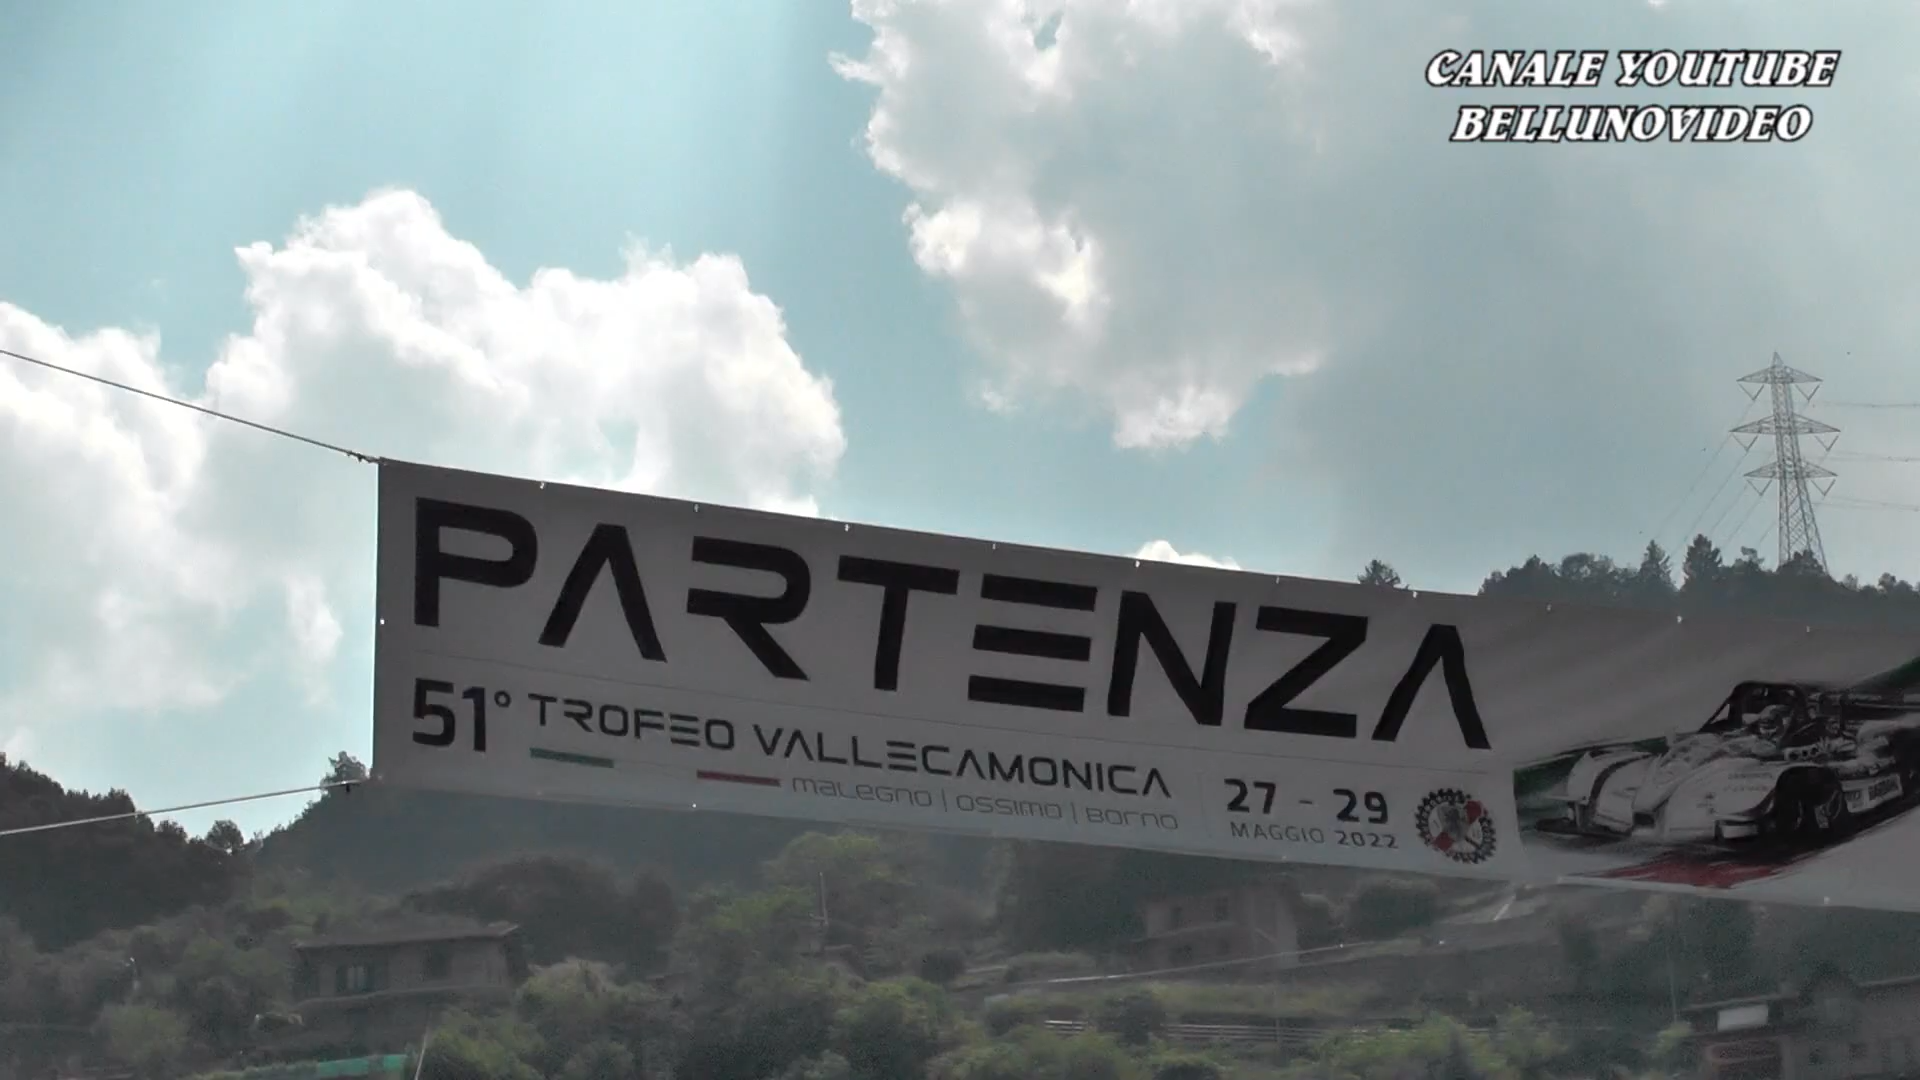 CANALE YOUTUBE
BELLUNOVIDEO
PARTENZA
51° TROFEO VALLECAMONICA
malegno | ossimo | borno
27 - 29
MAGGIO 2022